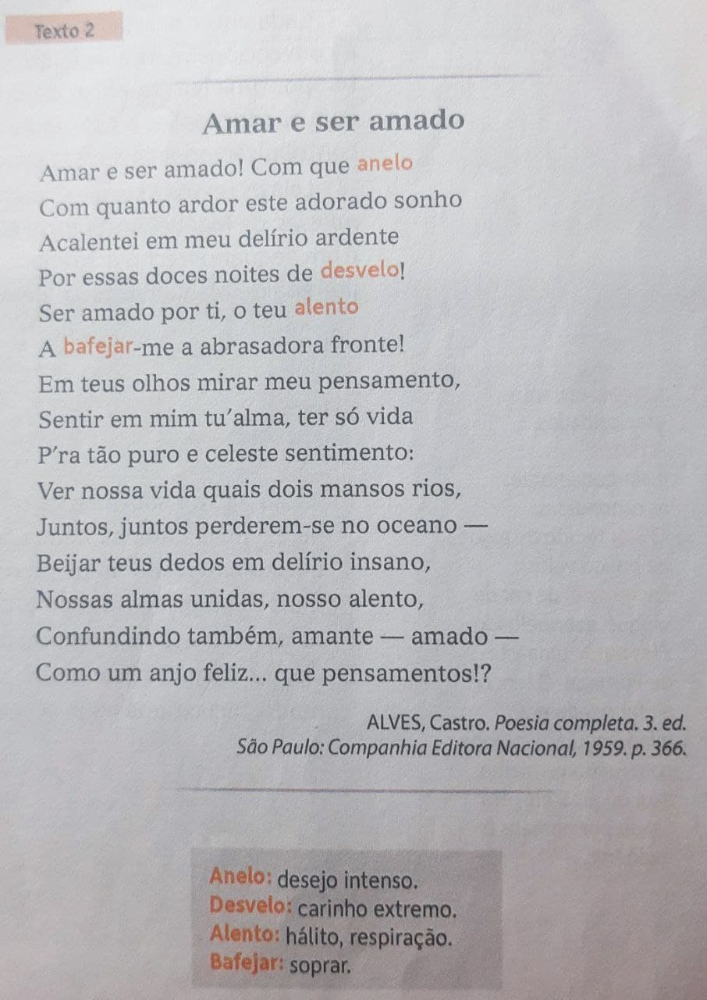 Texto 2
Amar e ser amado
Amar e ser amado! Com que anelo
Com quanto ardor este adorado sonho
Acalentei em meu delírio ardente
Por essas doces noites de desvelo!
Ser amado por ti, o teu alento
A bafejar-me a abrasadora fronte!
Em teus olhos mirar meu pensamento,
Sentir em mim tu’alma, ter só vida
P’ra tão puro e celeste sentimento:
Ver nossa vida quais dois mansos rios,
Juntos, juntos perderem-se no oceano —
Beijar teus dedos em delírio insano,
Nossas almas unidas, nosso alento,
Confundindo também, amante — amado —
Como um anjo feliz... que pensamentos!?
ALVES, Castro. Poesia completa. 3. ed.
São Paulo: Companhia Editora Nacional, 1959. p. 366.
Anelo: desejo intenso.
Desvelo: carinho extremo.
Alento: hálito, respiração.
Bafejar: soprar.